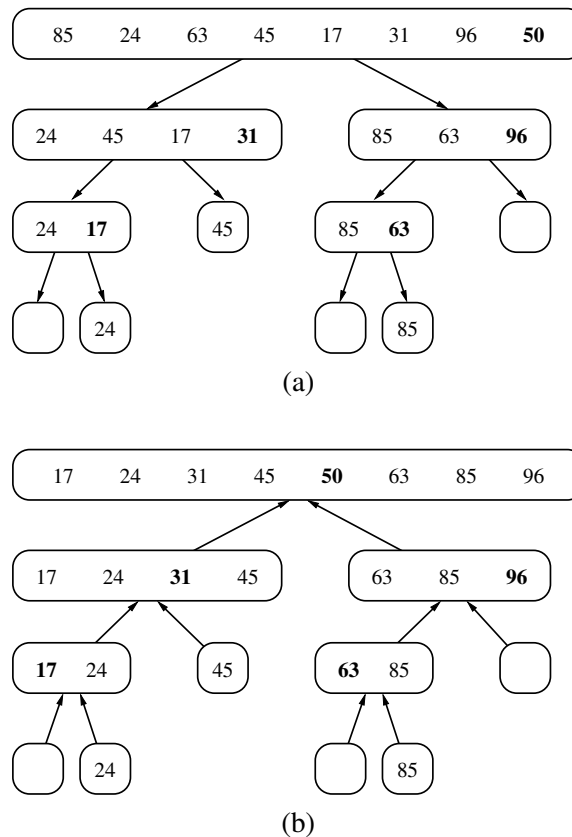 85 24 63 45 17 31 96 50
24 45 17 31 85 63 96
24 17 45 85 63
24 85
(a)
17 24 31 45 50 63 85 96
17 24 31 45 63 85 96
17 24 45 63 85
24 85
(b)